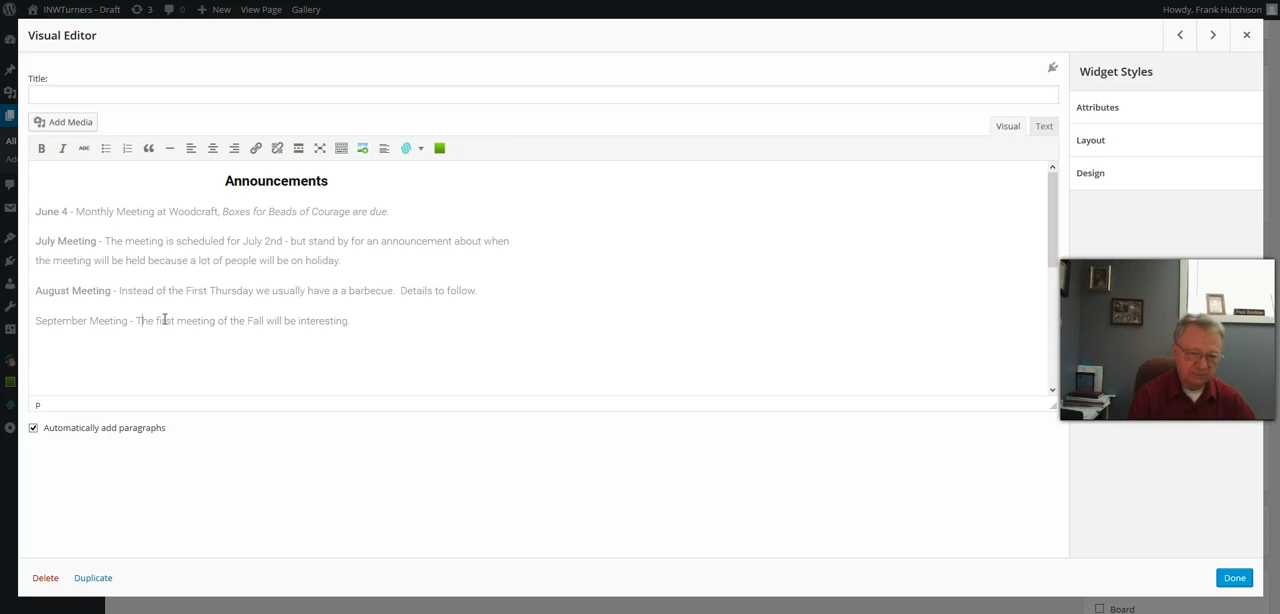 INWTurners - Draft 3 0 New View Page Gallery Howdy, Frank Hutchison
Visual Editor
Widget Styles
Title:
Attributes
Add Media
Visual Text
B I ABC
Layout
Announcements
Design
June 4 - Monthly Meeting at Woodcraft, Boxes for Beads of Courage are due.
July Meeting - The meeting is scheduled for July 2nd - but stand by for an announcement about when
the meeting will be held because a lot of people will be on holiday.
August Meeting - Instead of the First Thursday we usually have a a barbecue. Details to follow.
September Meeting - The first meeting of the Fall will be interesting.
p
Automatically add paragraphs
All
Delete Duplicate Done
Board